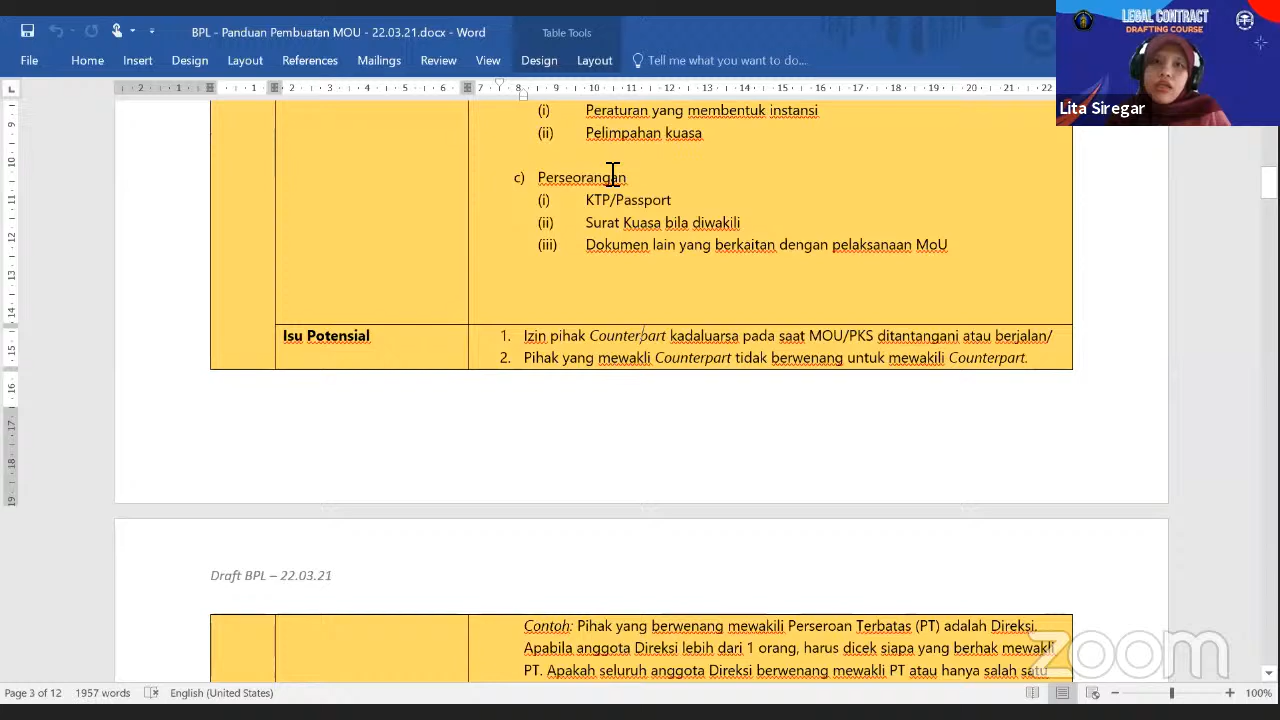 BPL - Panduan Pembuatan MOU - 22.03.21.docx - Word
Table Tools
File Home Insert Design Layout References Mailings Review View Design Layout Tell me what you want to do...
LEGAL CONTRACT
DRAFTING COURSE
Lita Siregar
(i) Peraturan yang membentuk instansi
(ii) Pelimpahan kuasa
c) Perseorangan
(i) KTP/Passport
(ii) Surat Kuasa bila diwakili
(iii) Dokumen lain yang berkaitan dengan pelaksanaan MoU
Isu Potensial
1. Izin pihak Counterpart kadaluarsa pada saat MOU/PKS ditantangani atau berjalan/
2. Pihak yang mewakli Counterpart tidak berwenang untuk mewakili Counterpart.
Draft BPL – 22.03.21
Contoh: Pihak yang berwenang mewakili Perseroan Terbatas (PT) adalah Direksi.
Apabila anggota Direksi lebih dari 1 orang, harus dicek siapa yang berhak mewakli
PT. Apakah seluruh anggota Direksi berwenang mewakli PT atau hanya salah satu
zoom
Page 3 of 12 1957 words English (United States) 100%